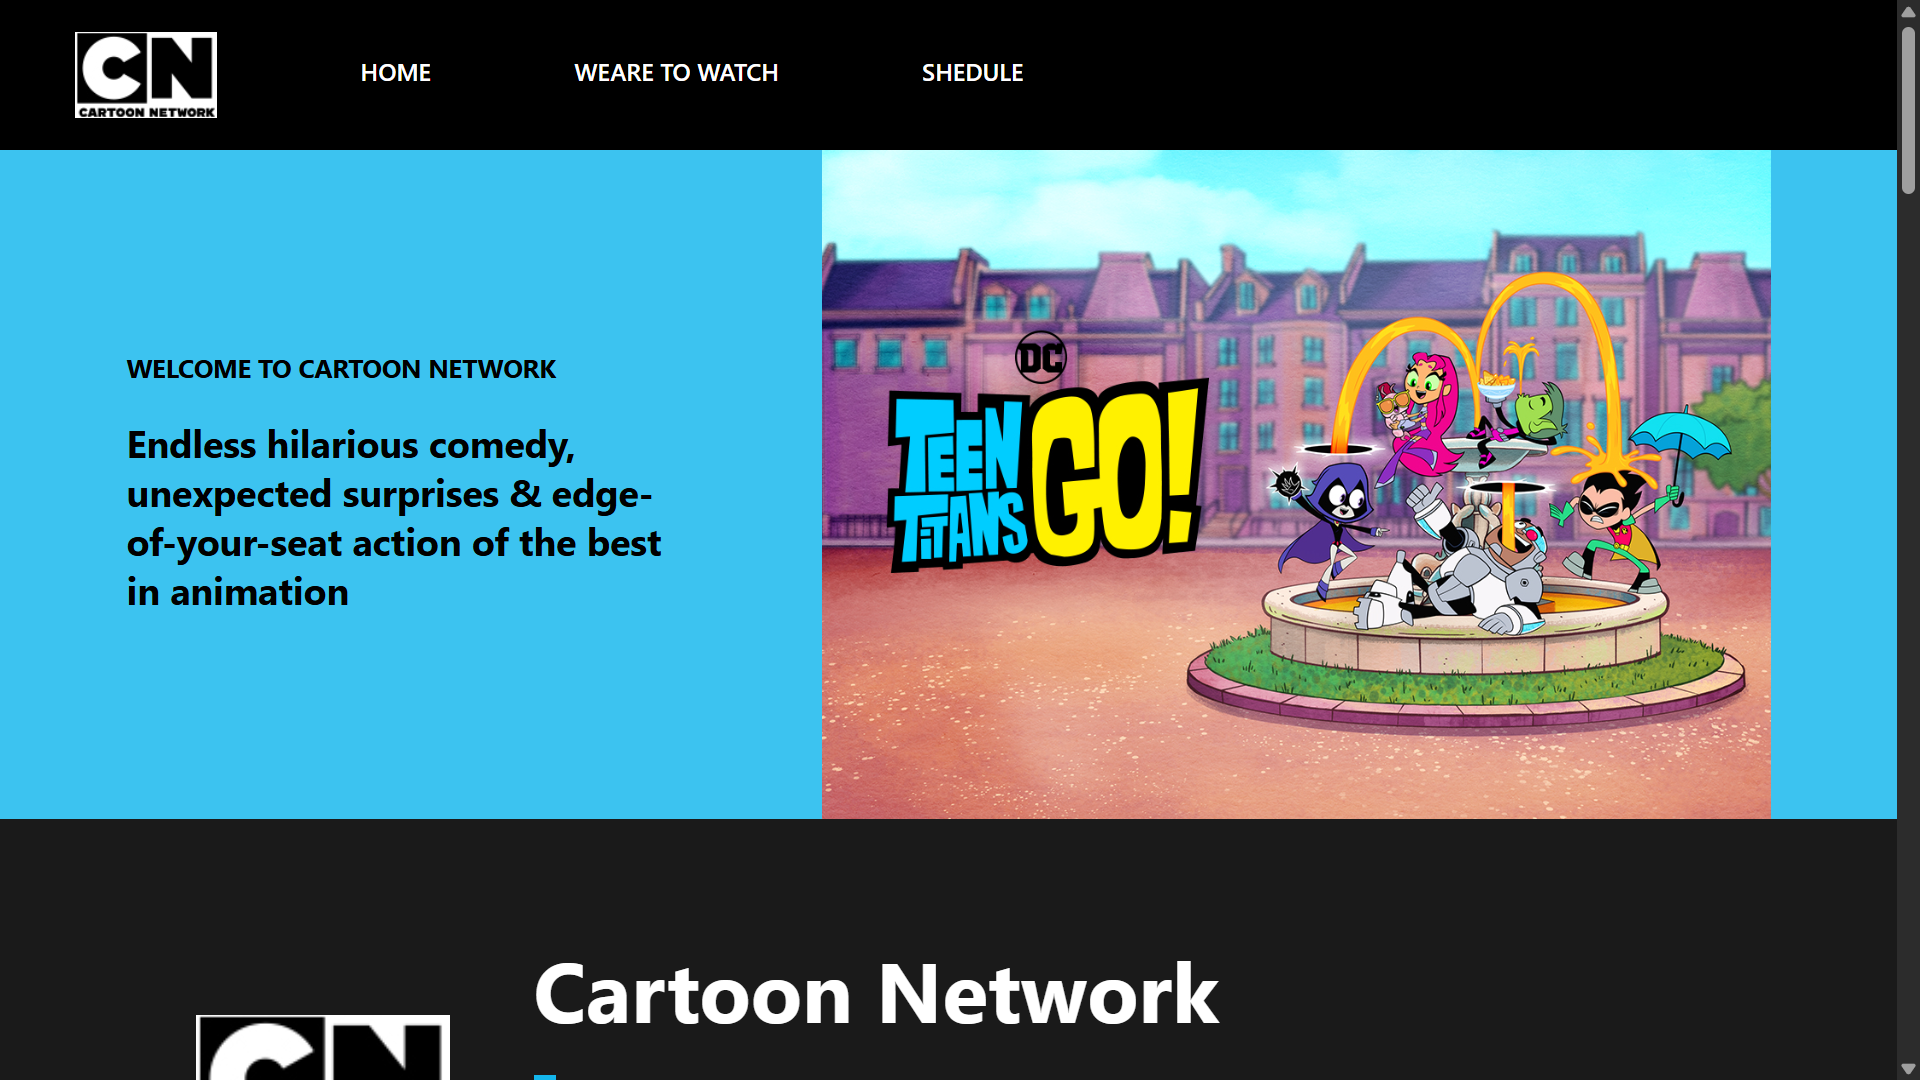 CN
CARTOON NETWORK
HOME
WEARE TO WATCH
SHEDULE
WELCOME TO CARTOON NETWORK
Endless hilarious comedy,
unexpected surprises & edge-
of-your-seat action of the best
in animation
DC
TEEN
TITANS
GO!
Cartoon Network
CN